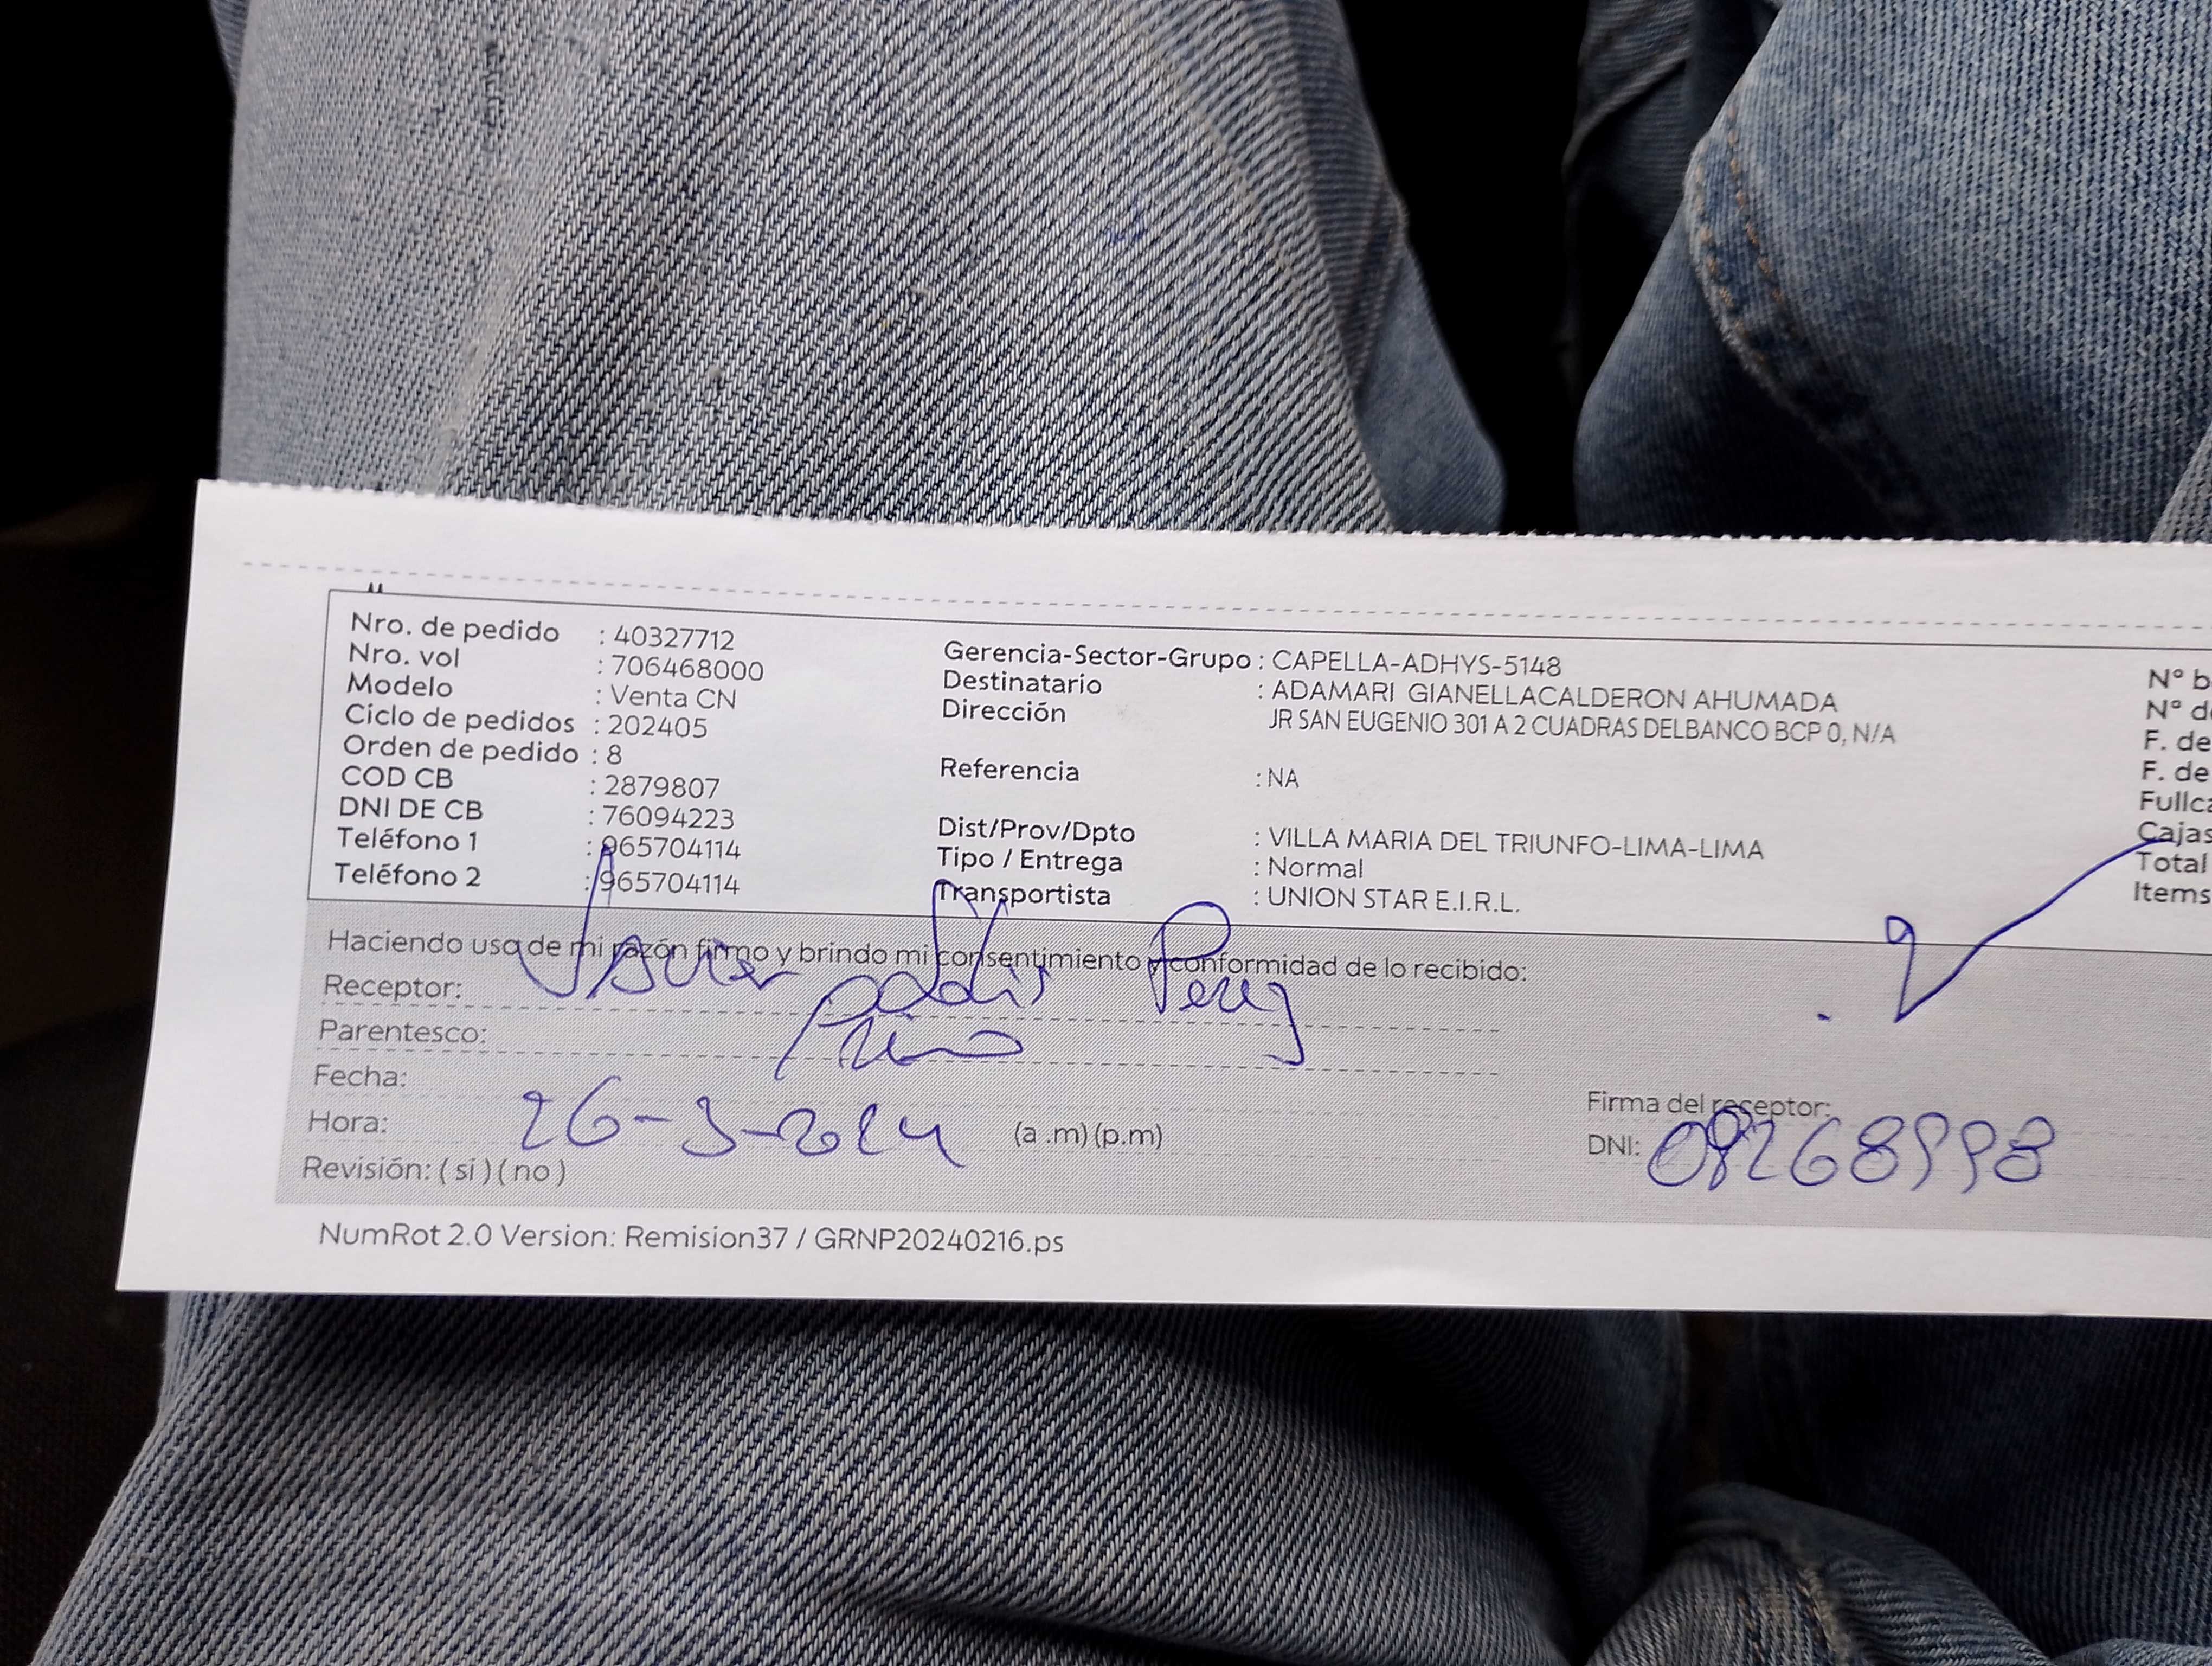 Nro. de pedido : 40327712
Nro. vol : 706468000
Modelo : Venta CN
Ciclo de pedidos : 202405
Orden de pedido : 8
COD CB : 2879807
DNI DE CB : 76094223
Teléfono 1 : 965704114
Teléfono 2 : 965704114
Gerencia-Sector-Grupo : CAPELLA-ADHYS-5148
Destinatario : ADAMARI GIANELLACALDERON AHUMADA
Dirección JR SAN EUGENIO 301 A 2 CUADRAS DELBANCO BCP 0, N/A
Referencia : NA
Dist/Prov/Dpto : VILLA MARIA DEL TRIUNFO-LIMA-LIMA
Tipo / Entrega : Normal
Transportista : UNION STAR E.I.R.L.
N° b
N° d
F. de
F. de
Fullca
Cajas
Total
Items
Haciendo uso de mi razón firmo y brindo mi consentimiento y conformidad de lo recibido:
Receptor: Javier Perez
Parentesco:
Fecha:
Hora: 26-3-2024 (a .m) (p.m)
Revisión: ( si ) ( no )
Firma del receptor:
DNI:
NumRot 2.0 Version: Remision37 / GRNP20240216.ps